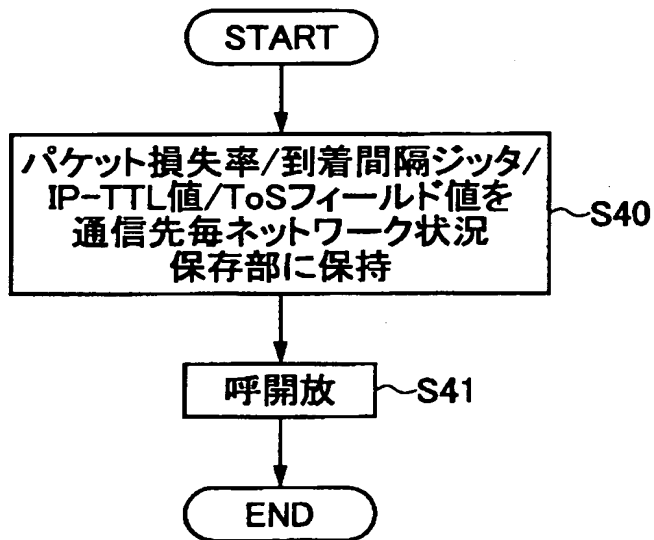 START
パケット損失率/到着間隔ジッタ/
IP-TTL値/ToSフィールド値を
通信先毎ネットワーク状況
保存部に保持
S40
呼開放
S41
END